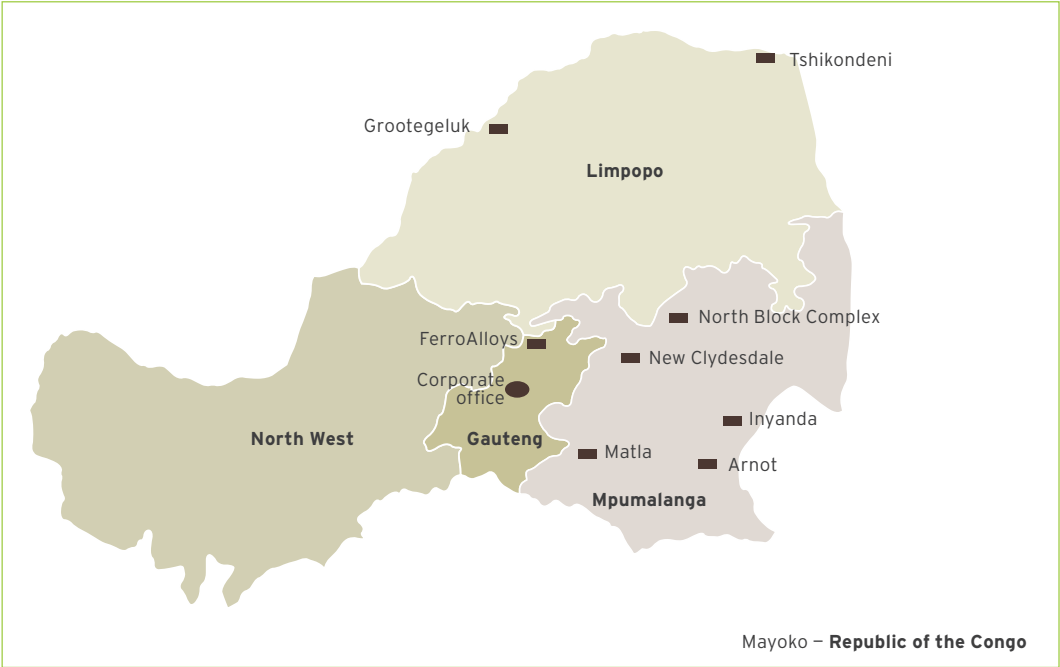 Tshikondeni
Grootegeluk
Limpopo
North Block Complex
FerroAlloys
New Clydesdale
Corporate
office
Inyanda
North West
Gauteng
Matla
Arnot
Mpumalanga
Mayoko – Republic of the Congo